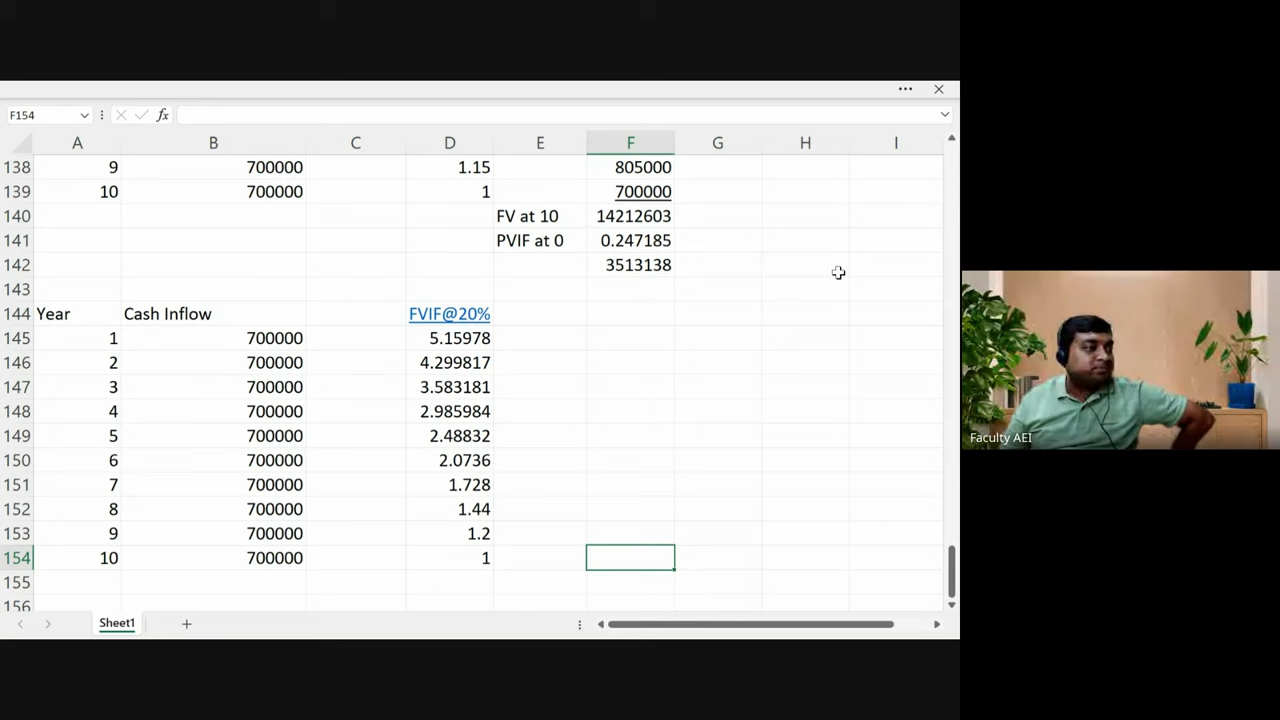 F154 fx
A B C D E F G H I
138 9 700000 1.15 805000
139 10 700000 1 700000
140 FV at 10 14212603
141 PVIF at 0 0.247185
142 3513138
143
144 Year Cash Inflow FVIF@20%
145 1 700000 5.15978
146 2 700000 4.299817
147 3 700000 3.583181
148 4 700000 2.985984
149 5 700000 2.48832
150 6 700000 2.0736
151 7 700000 1.728
152 8 700000 1.44
153 9 700000 1.2
154 10 700000 1
155
156
Sheet1
Faculty AEI